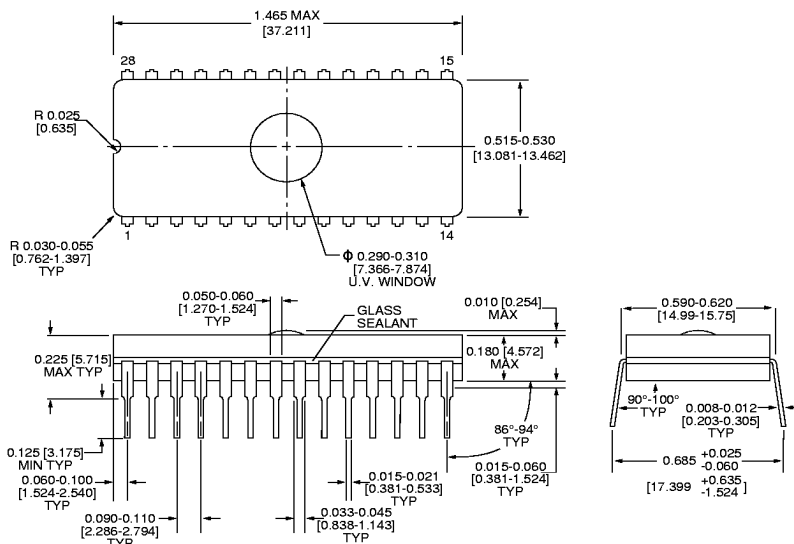 1.465 MAX
[37.211]
28
15
R 0.025
[0.635]
0.515-0.530
[13.081-13.462]
1
14
R 0.030-0.055
[0.762-1.397]
TYP
Φ 0.290-0.310
[7.366-7.874]
U.V. WINDOW
0.050-0.060
[1.270-1.524]
TYP
GLASS
SEALANT
0.010 [0.254]
MAX
0.590-0.620
[14.99-15.75]
0.225 [5.715]
MAX TYP
0.180 [4.572]
MAX
90°-100°
TYP
0.008-0.012
[0.203-0.305]
TYP
86°-94°
TYP
0.125 [3.175]
MIN TYP
0.060-0.100
[1.524-2.540]
TYP
0.015-0.021
[0.381-0.533]
TYP
0.015-0.060
[0.381-1.524]
TYP
0.685 +0.025
-0.060
[17.399 +0.635
-1.524 ]
0.090-0.110
[2.286-2.794]
TYP
0.033-0.045
[0.838-1.143]
TYP